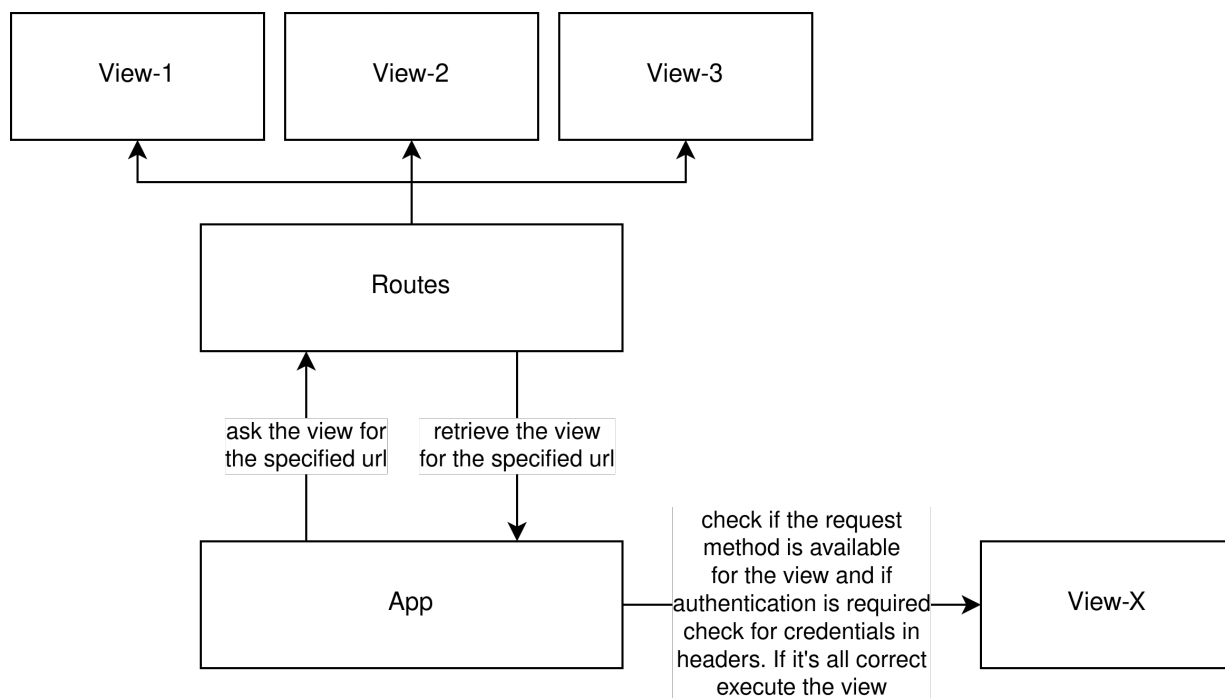 View-1
View-2
View-3
Routes
ask the view for
the specified url
retrieve the view
for the specified url
App
check if the request
method is available
for the view and if
authentication is required
check for credentials in
headers. If it's all correct
execute the view
View-X